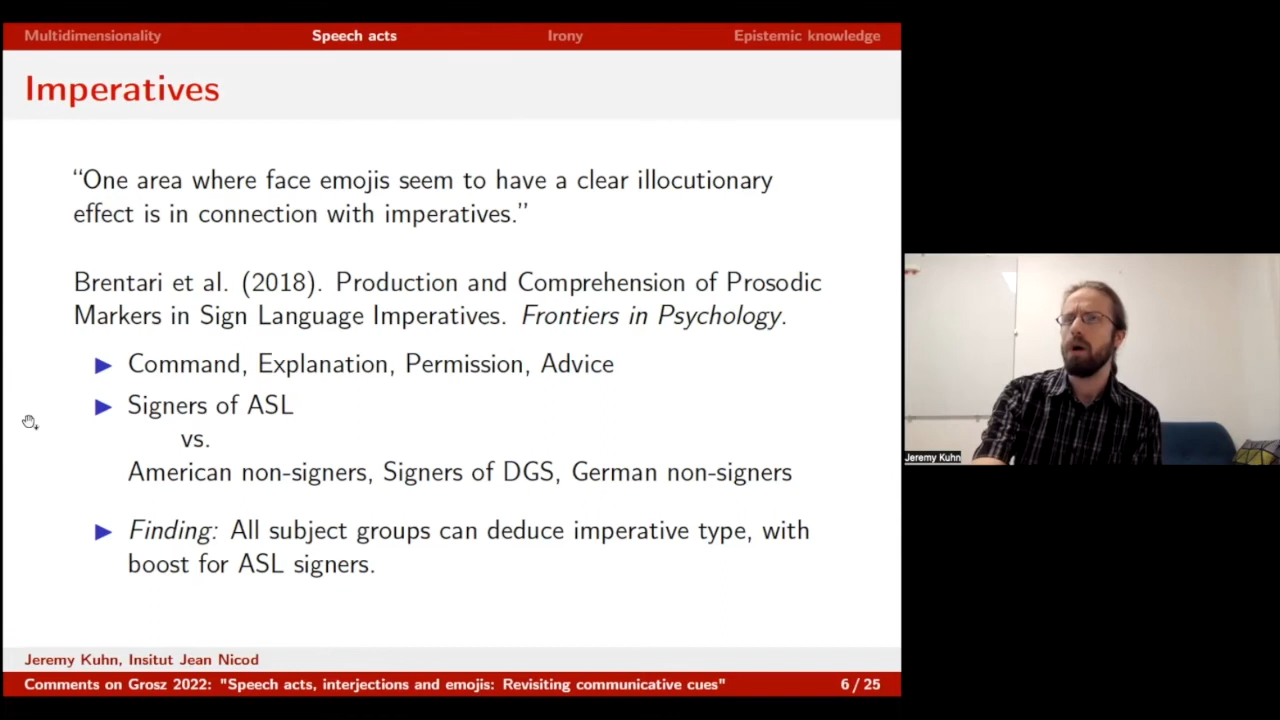 Multidimensionality Speech acts Irony Epistemic knowledge
Imperatives
“One area where face emojis seem to have a clear illocutionary
effect is in connection with imperatives.”
Brentari et al. (2018). Production and Comprehension of Prosodic
Markers in Sign Language Imperatives. Frontiers in Psychology.
Command, Explanation, Permission, Advice
Signers of ASL
vs.
American non-signers, Signers of DGS, German non-signers
Finding: All subject groups can deduce imperative type, with
boost for ASL signers.
Jeremy Kuhn, Insitut Jean Nicod
Comments on Grosz 2022: "Speech acts, interjections and emojis: Revisiting communicative cues" 6 / 25
Jeremy Kuhn